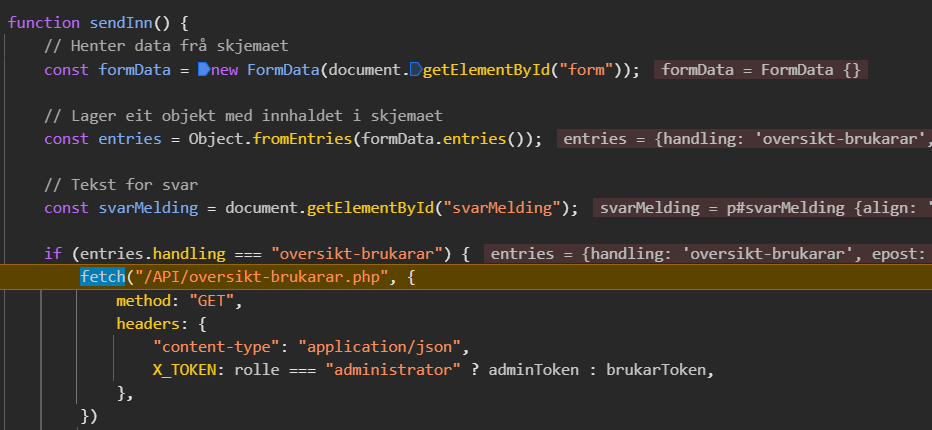 function sendInn() {
// Henter data frå skjemaet
const formData = new FormData(document.getElementById("form")); formData = FormData {}
// Lager eit objekt med innhaldet i skjemaet
const entries = Object.fromEntries(formData.entries()); entries = {handling: 'oversikt-brukarar',
// Tekst for svar
const svarMelding = document.getElementById("svarMelding"); svarMelding = p#svarMelding {align: '
if (entries.handling === "oversikt-brukarar") { entries = {handling: 'oversikt-brukarar', epost:
fetch("/API/oversikt-brukarar.php", {
method: "GET",
headers: {
"content-type": "application/json",
X_TOKEN: rolle === "administrator" ? adminToken : brukarToken,
},
})